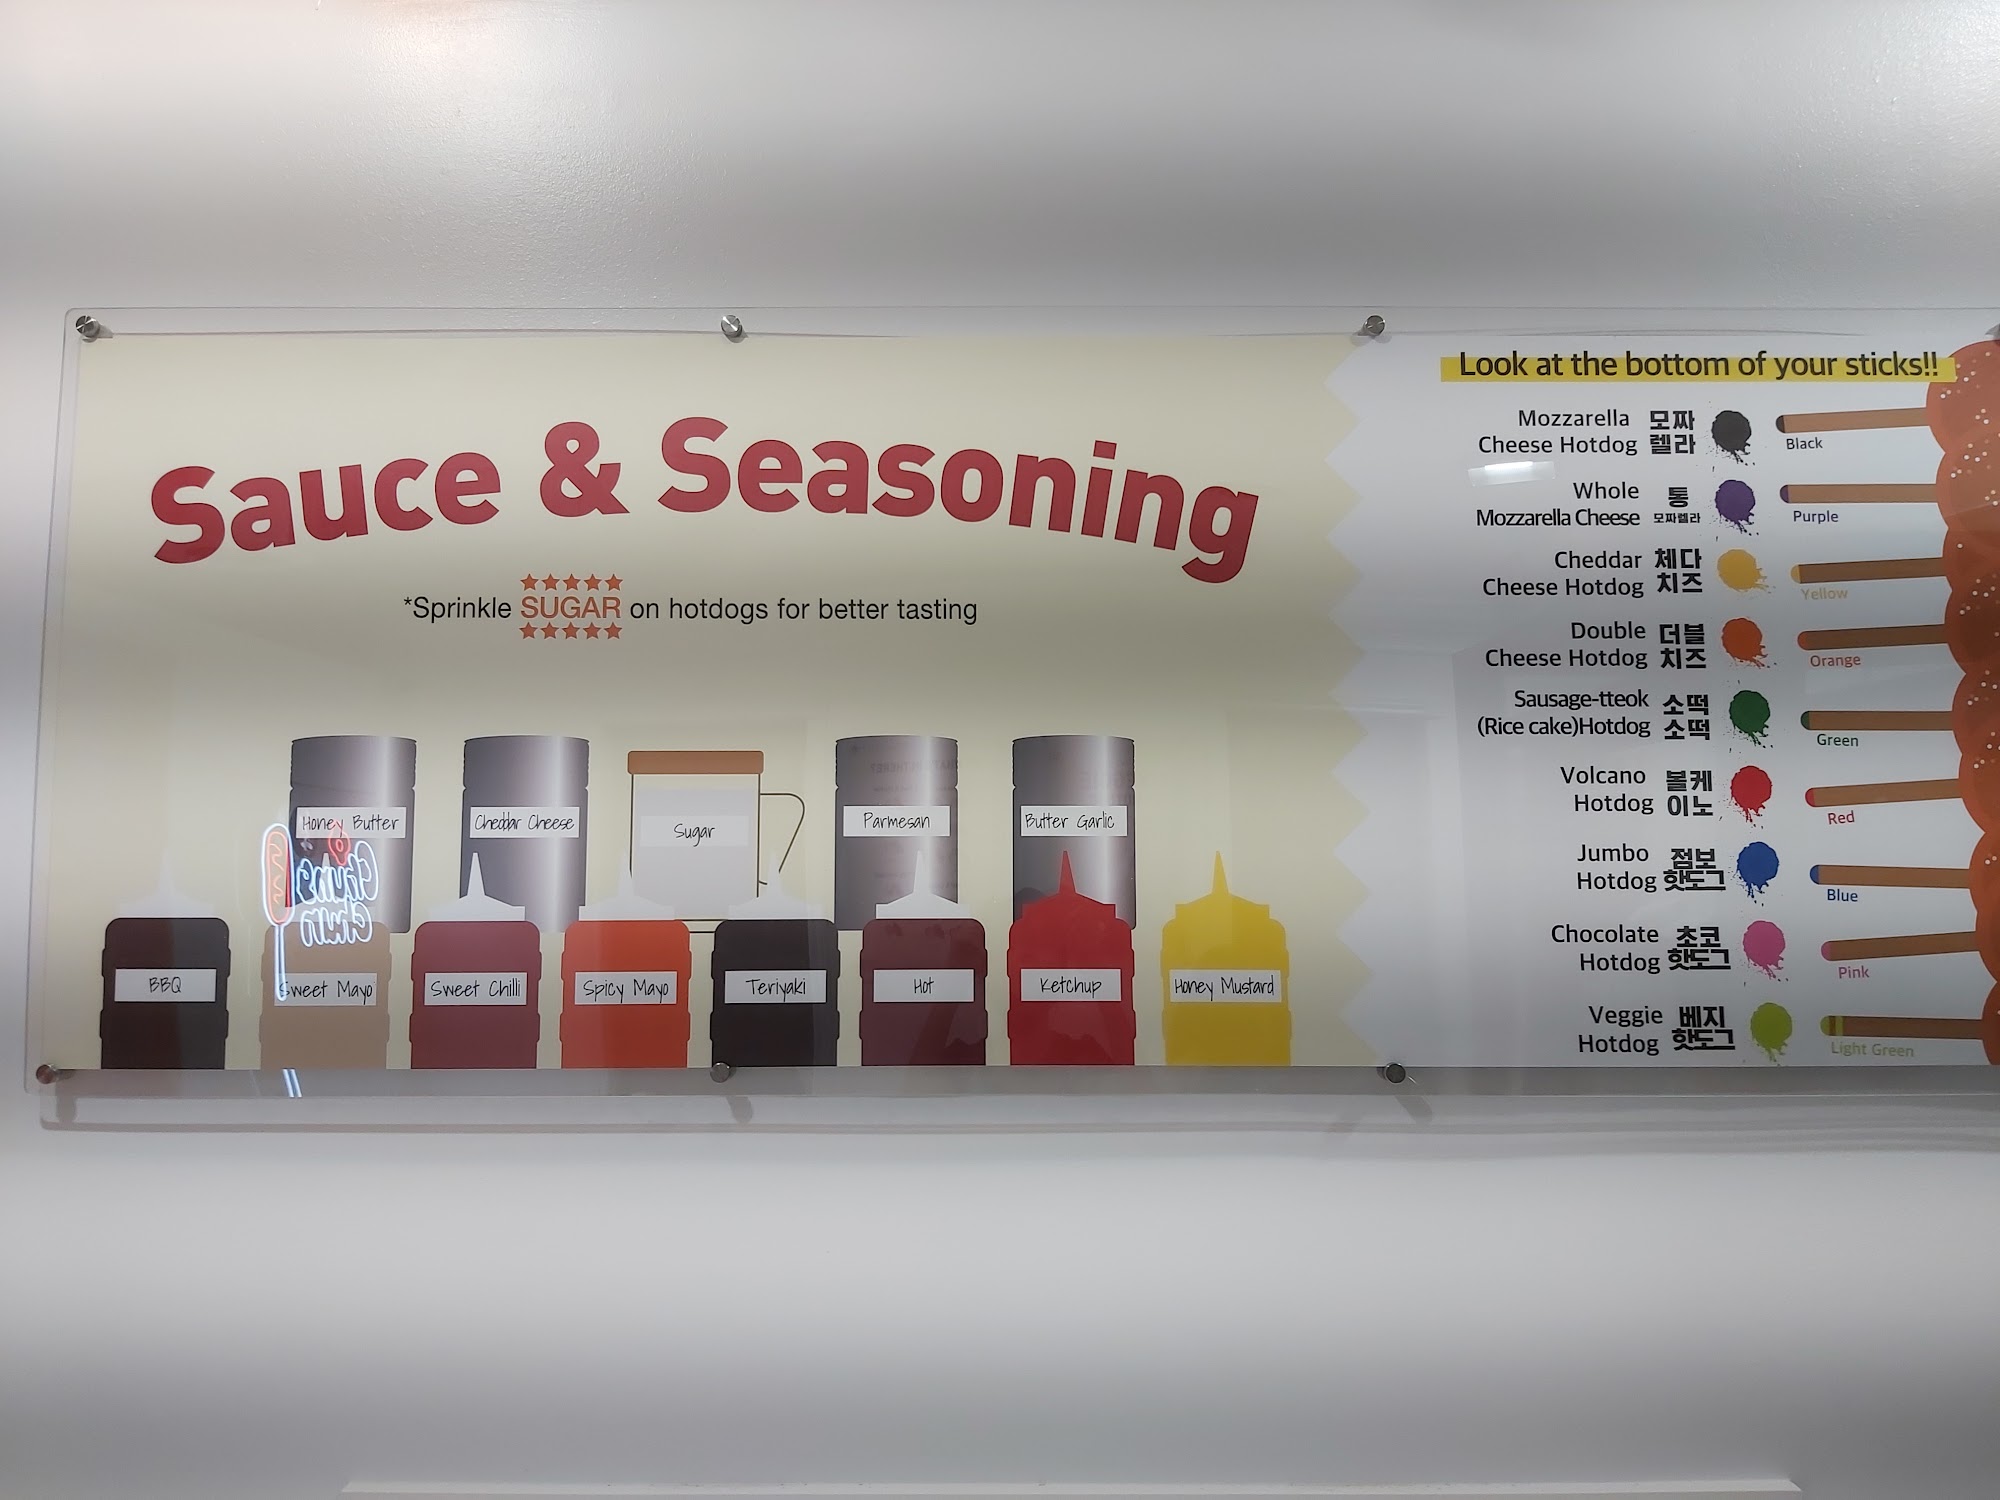 Sauce & Seasoning
*Sprinkle SUGAR on hotdogs for better tasting
Honey Butter
Cheddar Cheese
Sugar
Parmesan
Butter Garlic
BBQ
Sweet Mayo
Sweet Chilli
Spicy Mayo
Teriyaki
Hot
Ketchup
Honey Mustard
Look at the bottom of your sticks!!
Mozzarella 모짜
Cheese Hotdog 렐라
Black
Whole 통
Mozzarella Cheese 모짜렐라
Purple
Cheddar 체다
Cheese Hotdog 치즈
Yellow
Double 더블
Cheese Hotdog 치즈
Orange
Sausage-tteok 소떡
(Rice cake)Hotdog 소떡
Green
Volcano 볼케
Hotdog 이노
Red
Jumbo 점보
Hotdog 핫도그
Blue
Chocolate 초코
Hotdog 핫도그
Pink
Veggie 베지
Hotdog 핫도그
Light Green